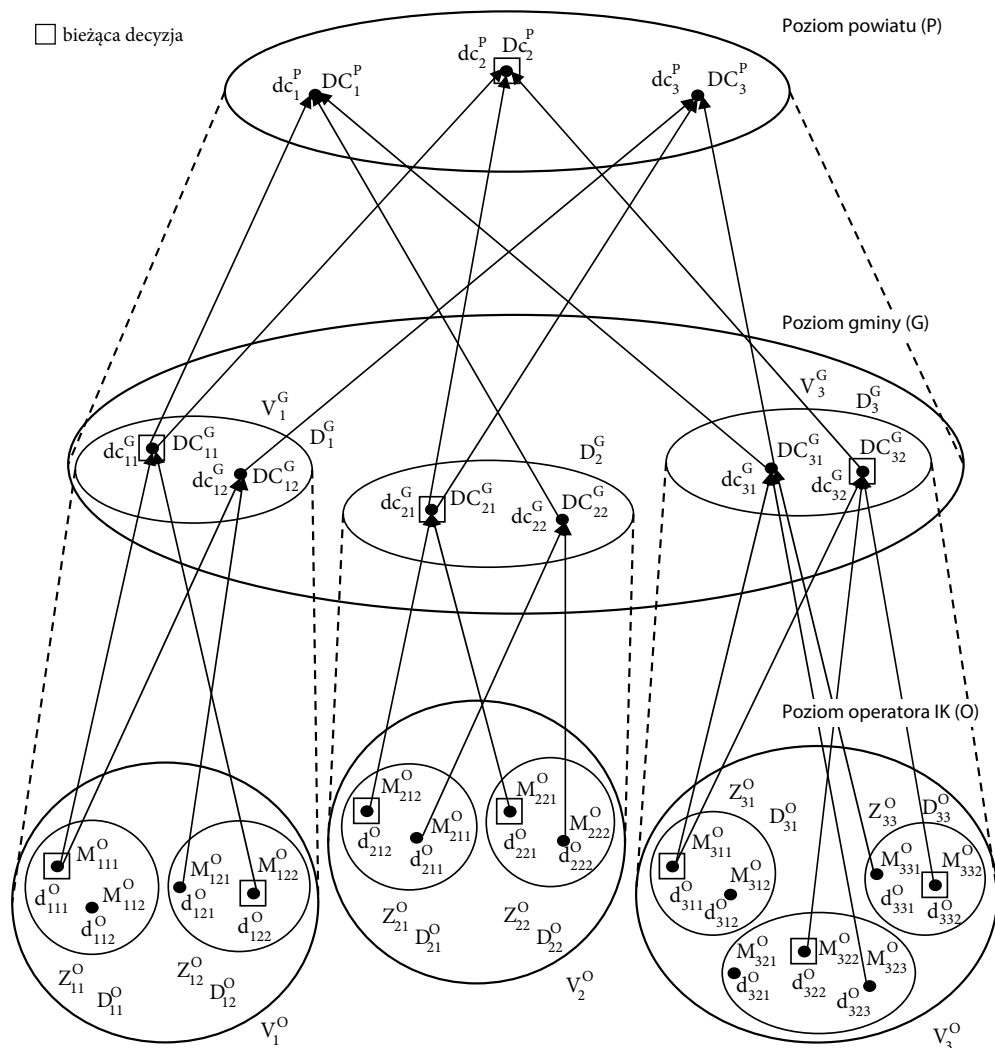 Poziom powiatu (P)
bieżąca decyzja
dc₁ᴾ DC₁ᴾ
dc₂ᴾ Dc₂ᴾ
dc₃ᴾ DC₃ᴾ
Poziom gminy (G)
V₁ᴳ
D₁ᴳ
dc₁₁ᴳ DC₁₁ᴳ
dc₁₂ᴳ DC₁₂ᴳ
D₂ᴳ
dc₂₁ᴳ DC₂₁ᴳ
dc₂₂ᴳ DC₂₂ᴳ
V₃ᴳ
D₃ᴳ
dc₃₁ᴳ DC₃₁ᴳ
dc₃₂ᴳ DC₃₂ᴳ
Poziom operatora IK (O)
M₁₁₁ᴼ
d₁₁₁ᴼ
M₁₁₂ᴼ
d₁₁₂ᴼ
M₁₂₁ᴼ
d₁₂₁ᴼ
M₁₂₂ᴼ
d₁₂₂ᴼ
Z₁₁ᴼ
D₁₁ᴼ
Z₁₂ᴼ
D₁₂ᴼ
V₁ᴼ
M₂₁₂ᴼ
d₂₁₂ᴼ
M₂₁₁ᴼ
d₂₁₁ᴼ
M₂₂₁ᴼ
d₂₂₁ᴼ
M₂₂₂ᴼ
d₂₂₂ᴼ
Z₂₁ᴼ
D₂₁ᴼ
Z₂₂ᴼ
D₂₂ᴼ
V₂ᴼ
Z₃₁ᴼ
D₃₁ᴼ
Z₃₃ᴼ
D₃₃ᴼ
M₃₁₁ᴼ
d₃₁₁ᴼ
M₃₁₂ᴼ
d₃₁₂ᴼ
M₃₃₁ᴼ
d₃₃₁ᴼ
M₃₃₂ᴼ
d₃₃₂ᴼ
M₃₂₁ᴼ
d₃₂₁ᴼ
M₃₂₂ᴼ
d₃₂₂ᴼ
M₃₂₃ᴼ
d₃₂₃ᴼ
V₃ᴼ